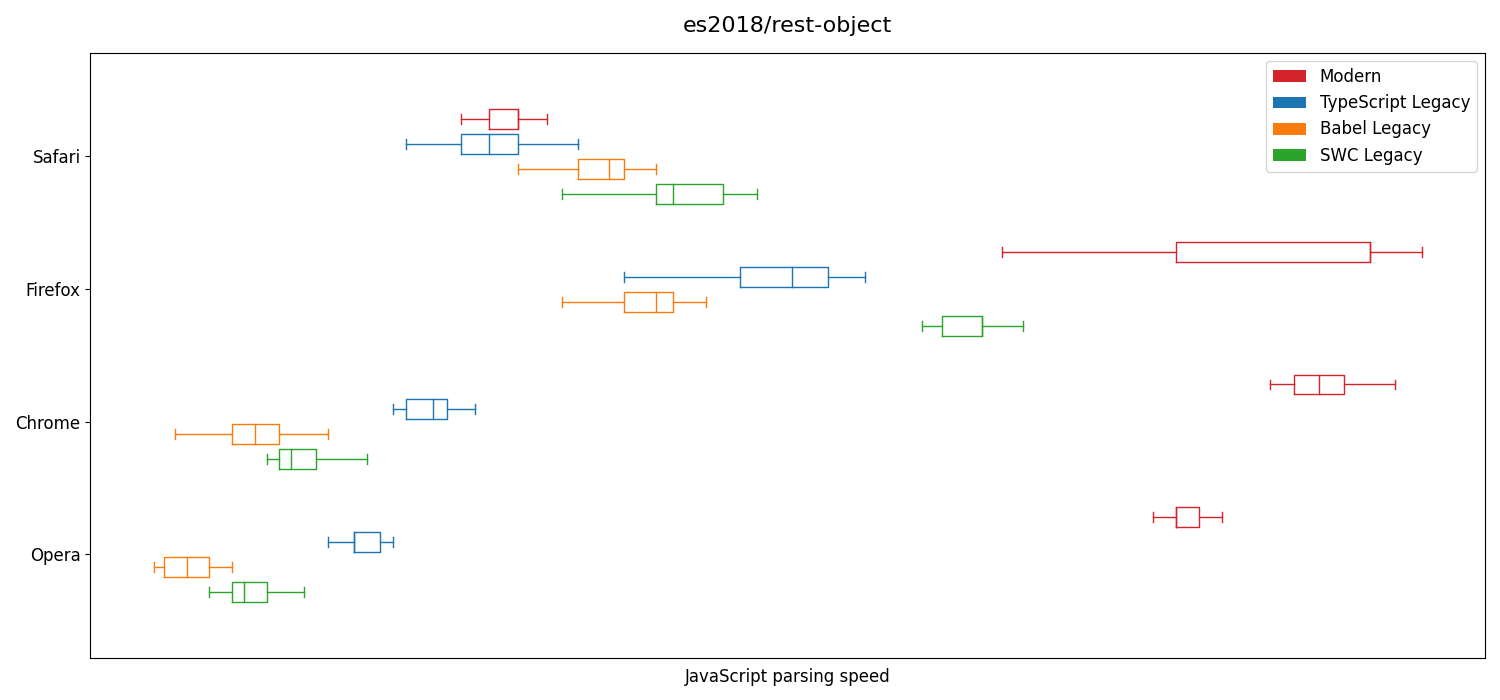 es2018/rest-object
Modern
TypeScript Legacy
Babel Legacy
SWC Legacy
Safari
Firefox
Chrome
Opera
JavaScript parsing speed